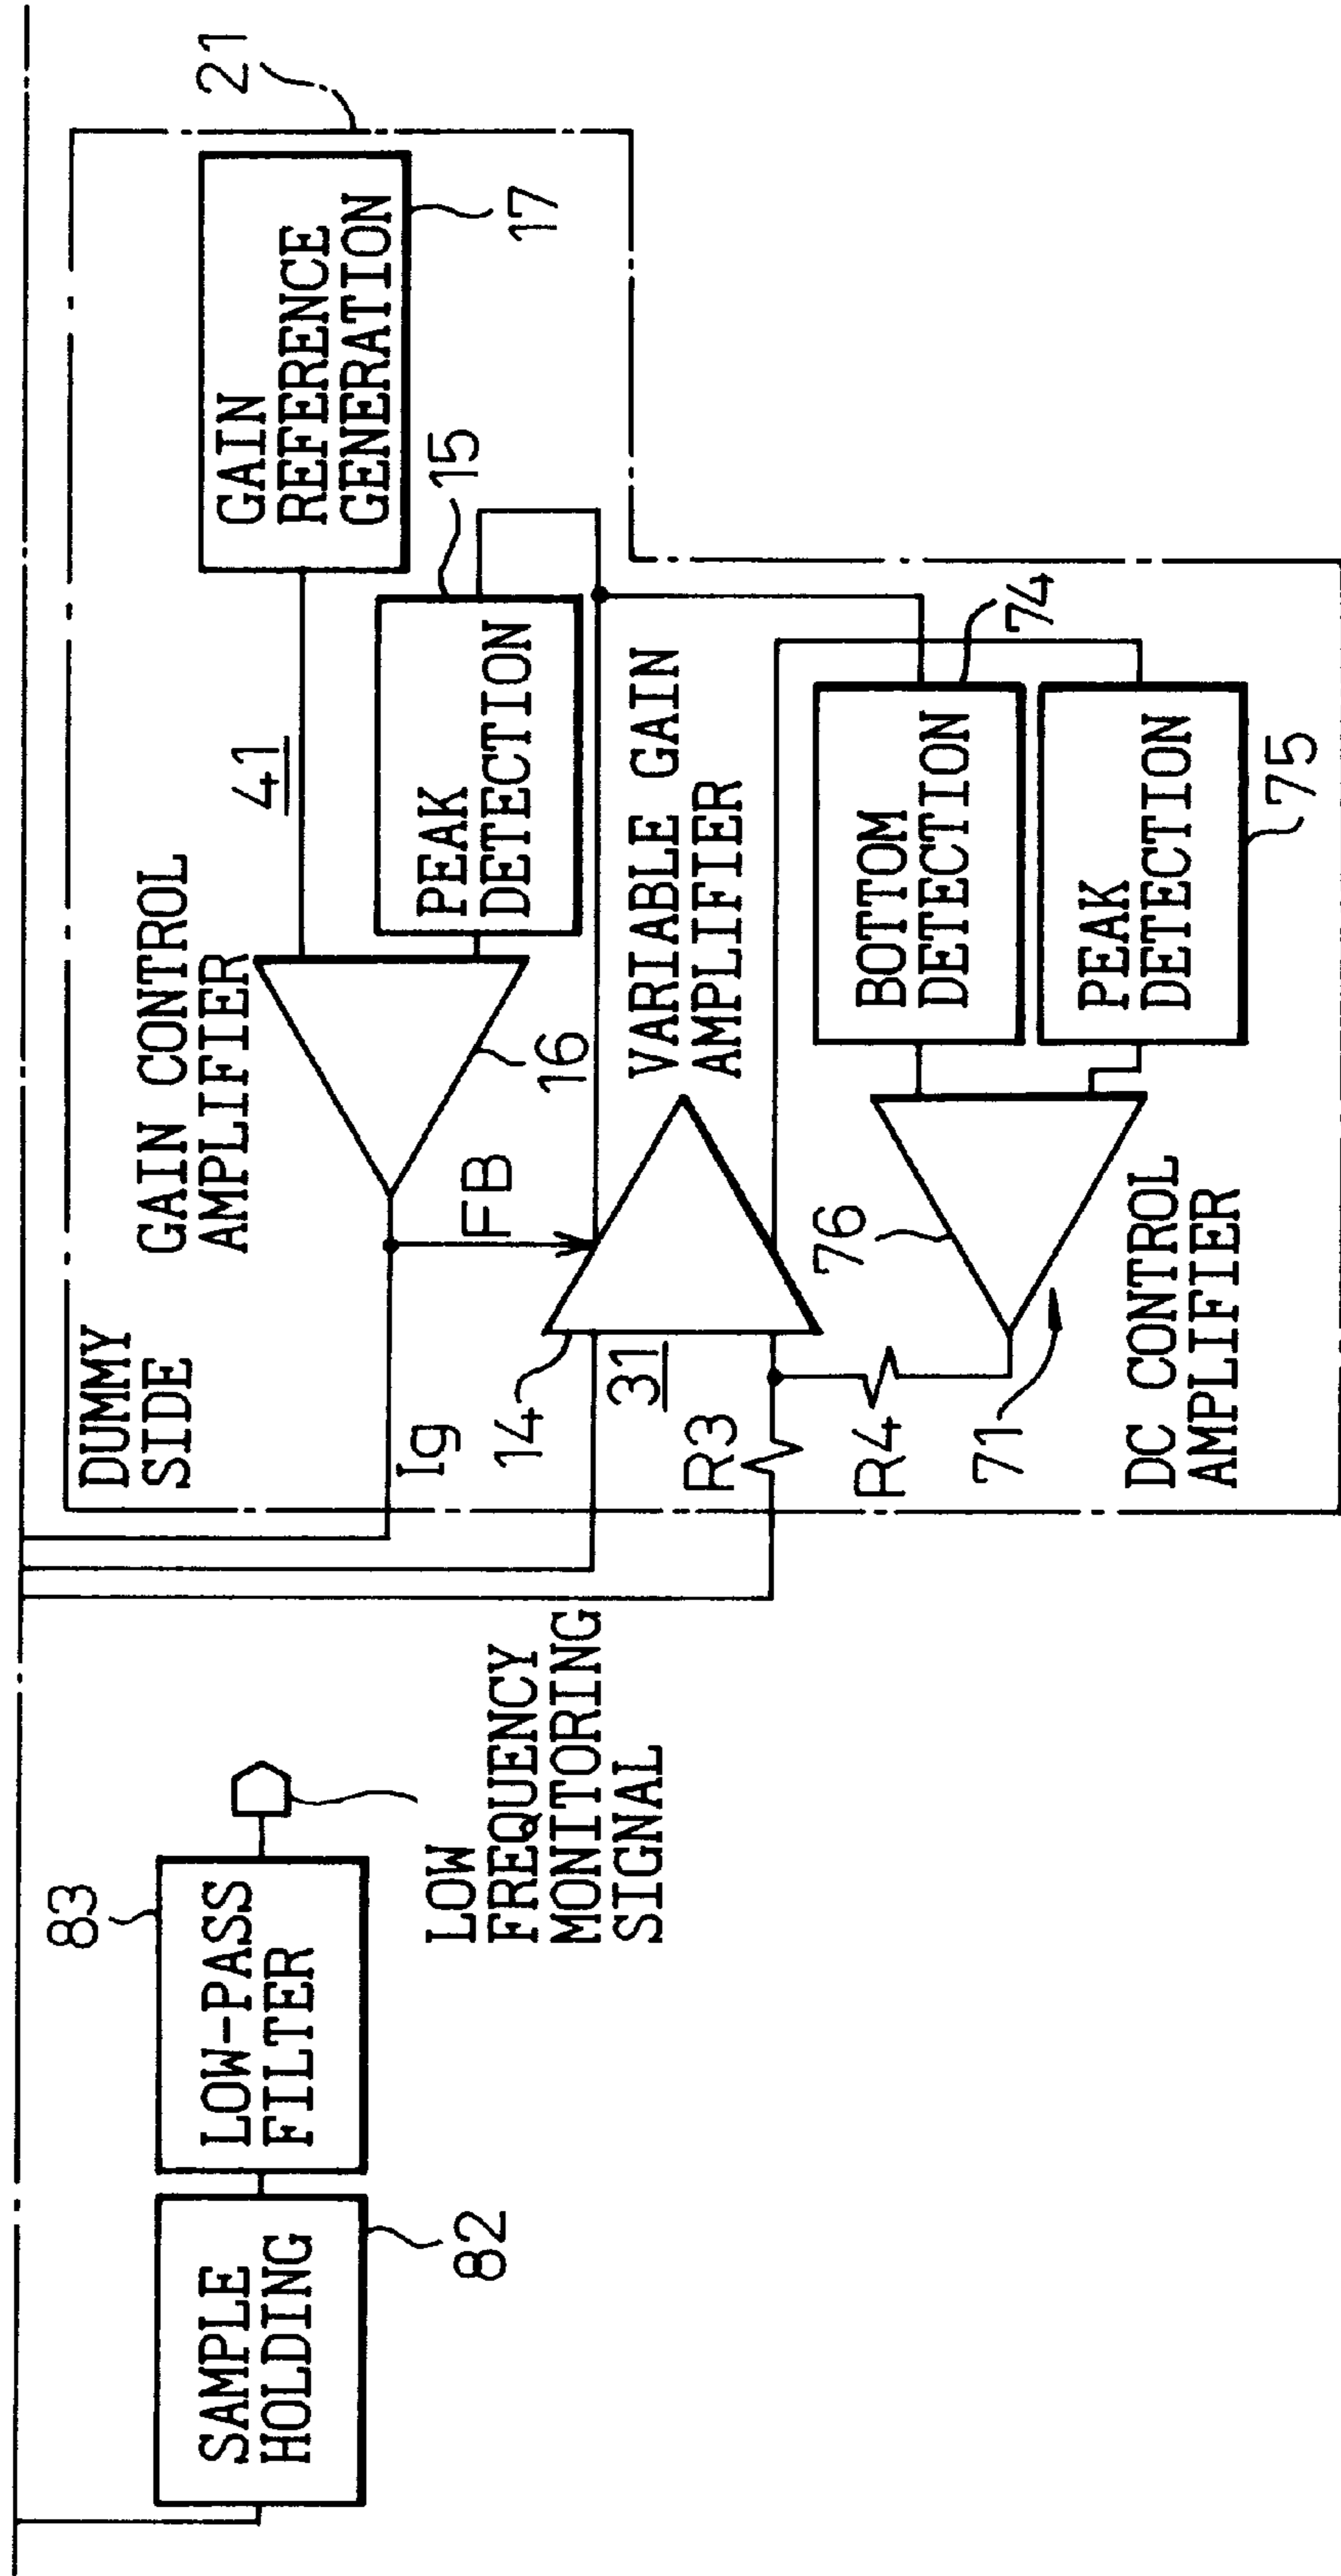 83
LOW-PASS
FILTER
SAMPLE
HOLDING
82
LOW
FREQUENCY
MONITORING
SIGNAL
DUMMY
SIDE
GAIN CONTROL
AMPLIFIER
41
GAIN
REFERENCE
GENERATION
21
17
Ig
FB
16
PEAK
DETECTION
15
14
31
VARIABLE GAIN
AMPLIFIER
R3
R4
76
71
BOTTOM
DETECTION
74
PEAK
DETECTION
75
DC CONTROL
AMPLIFIER